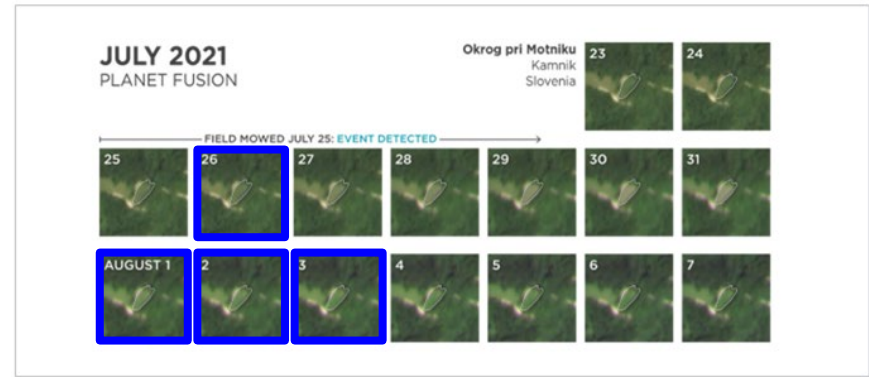 JULY 2021
PLANET FUSION
Okrog pri Motniku
Kamnik
Slovenia
23 24
FIELD MOWED JULY 25: EVENT DETECTED
25 26 27 28 29 30 31
AUGUST 1 2 3 4 5 6 7